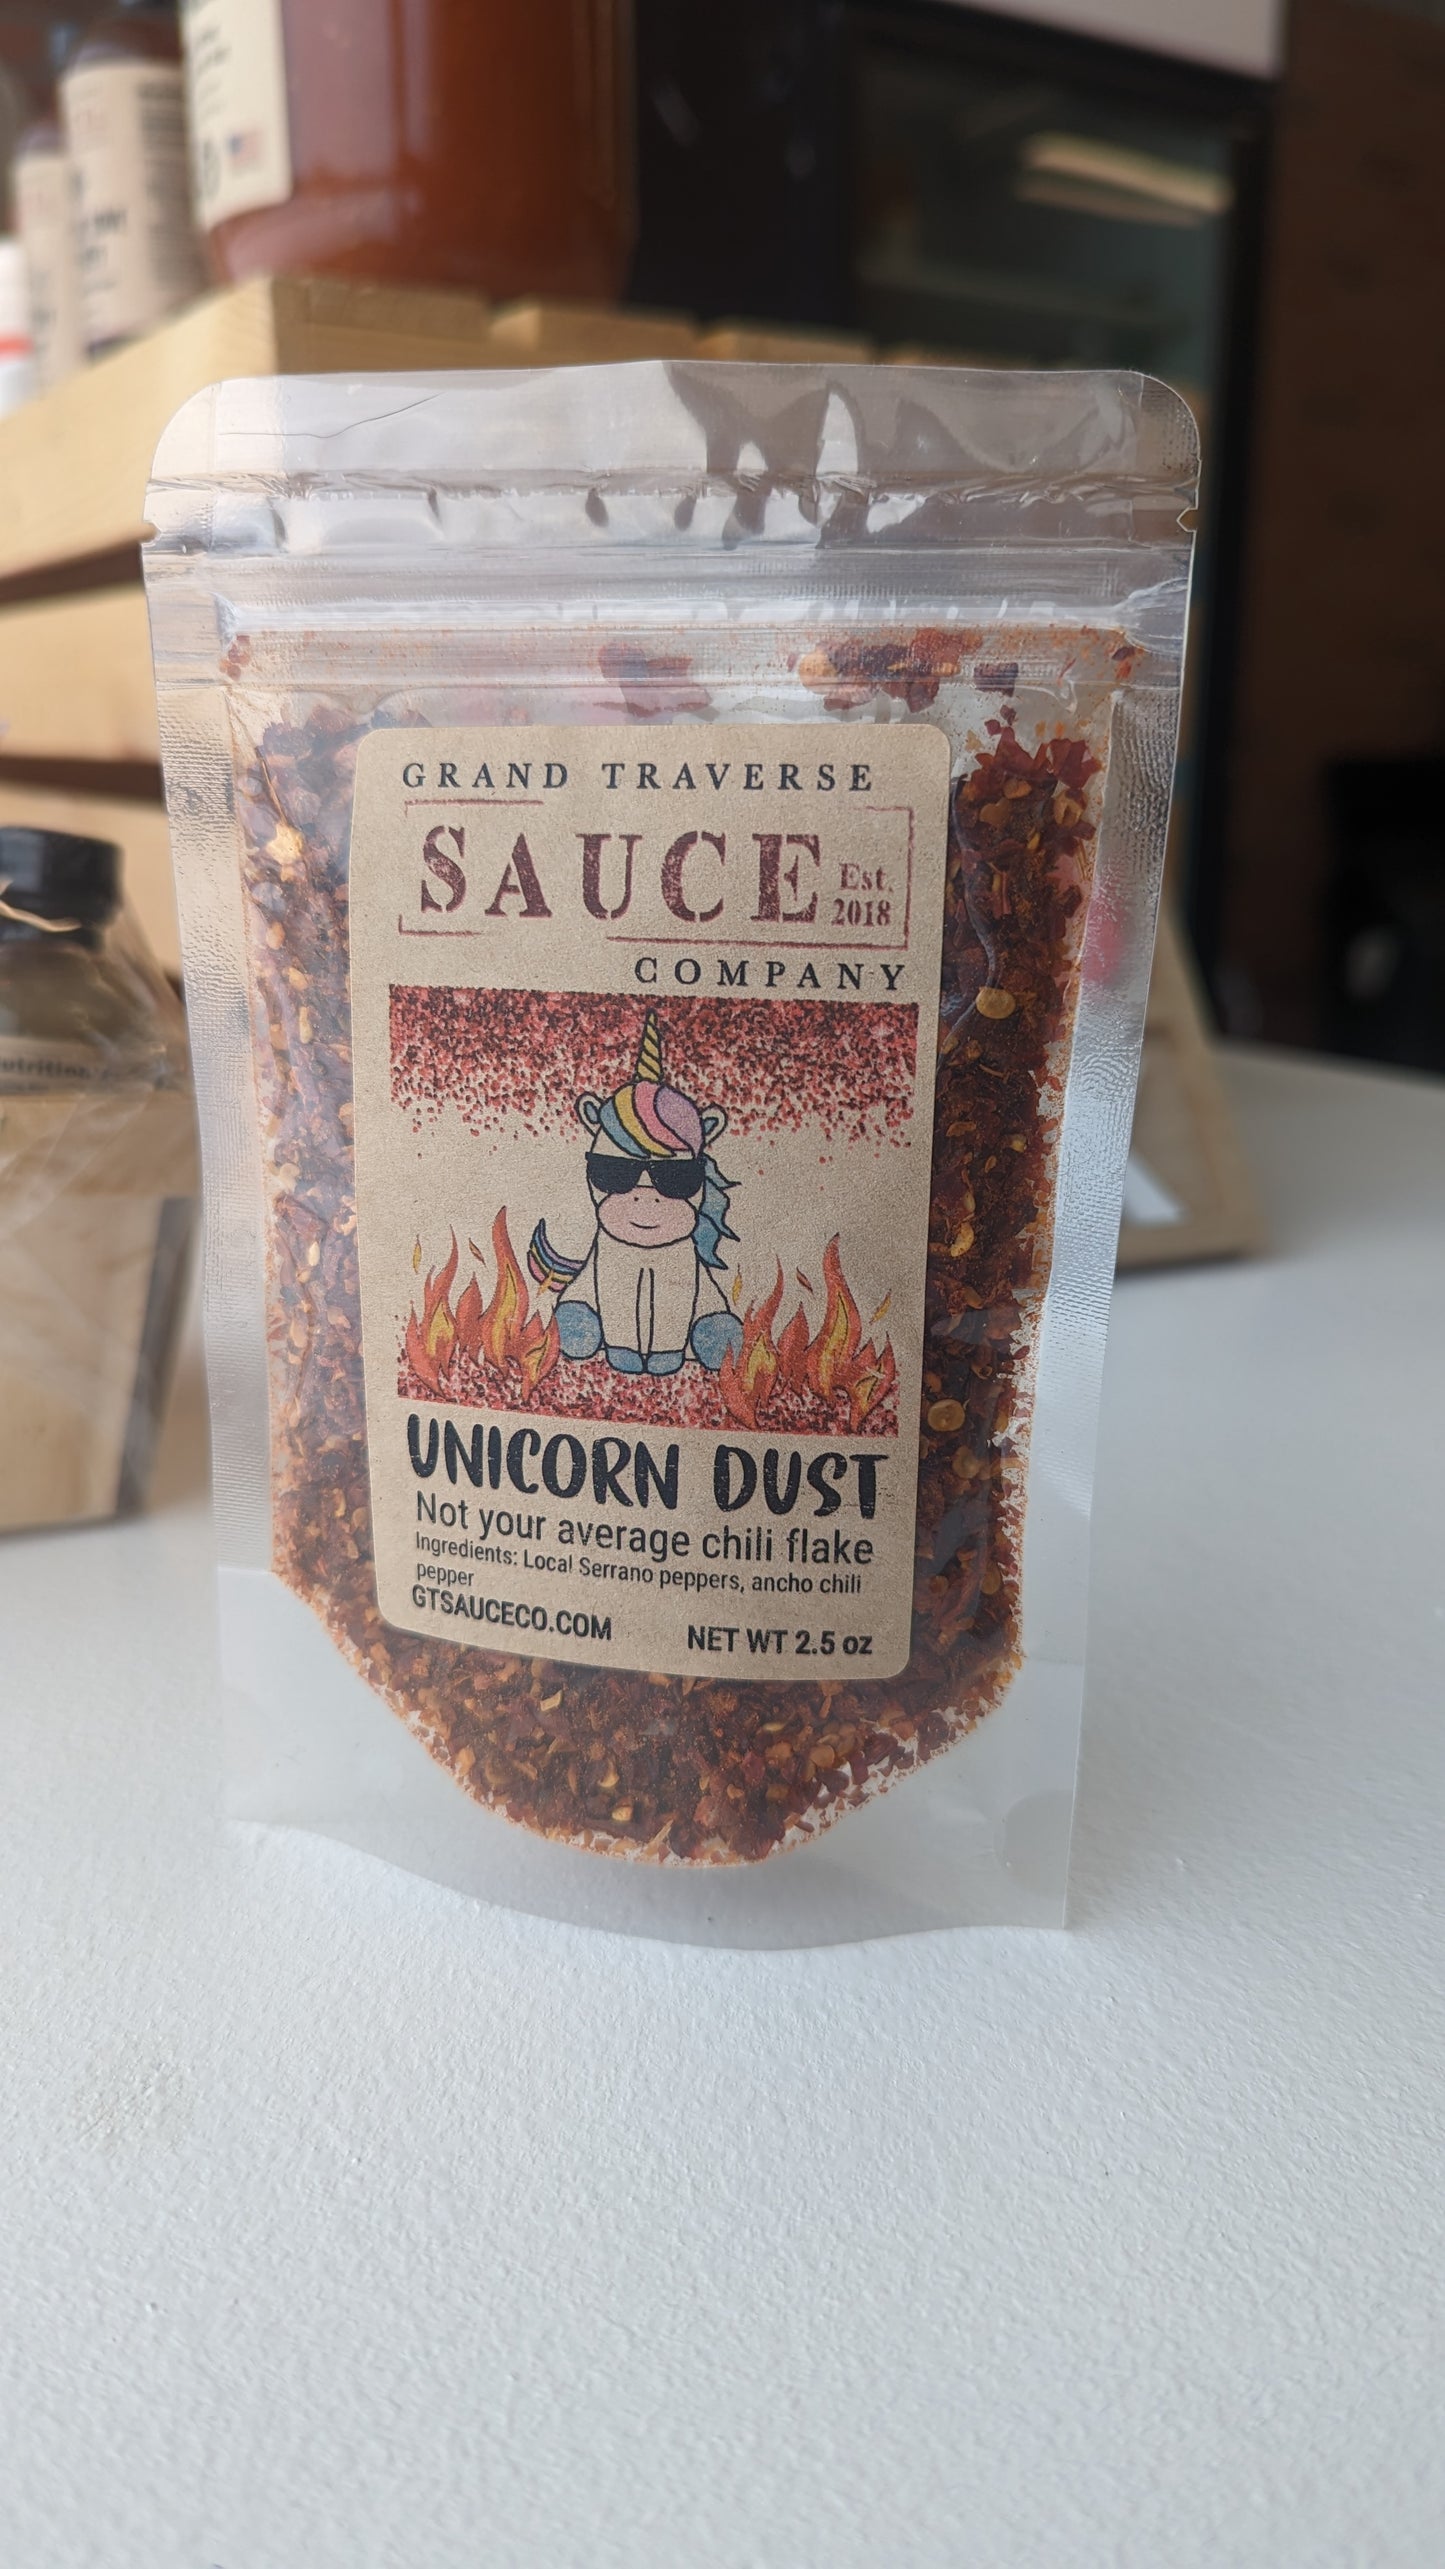 GRAND TRAVERSE
SAUCE
Est.
2018
COMPANY
UNICORN DUST
Not your average chili flake
Ingredients: Local Serrano peppers, ancho chili
pepper
GTSAUCECO.COM
NET WT 2.5 oz